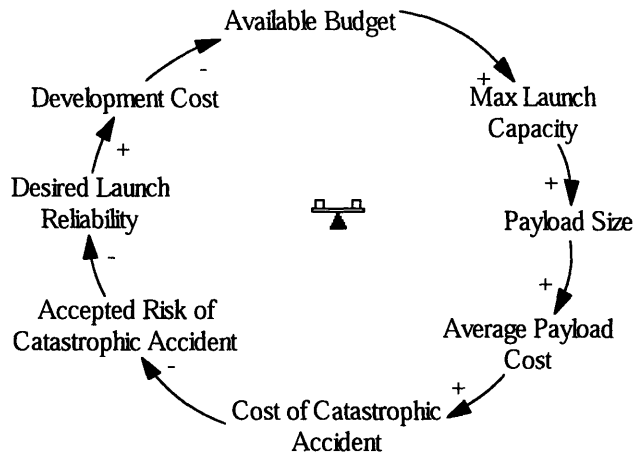 Available Budget
+
Max Launch
Capacity
+
Payload Size
+
Average Payload
Cost
+
Cost of Catastrophic
Accident
-
Accepted Risk of
Catastrophic Accident
-
Desired Launch
Reliability
+
Development Cost
-